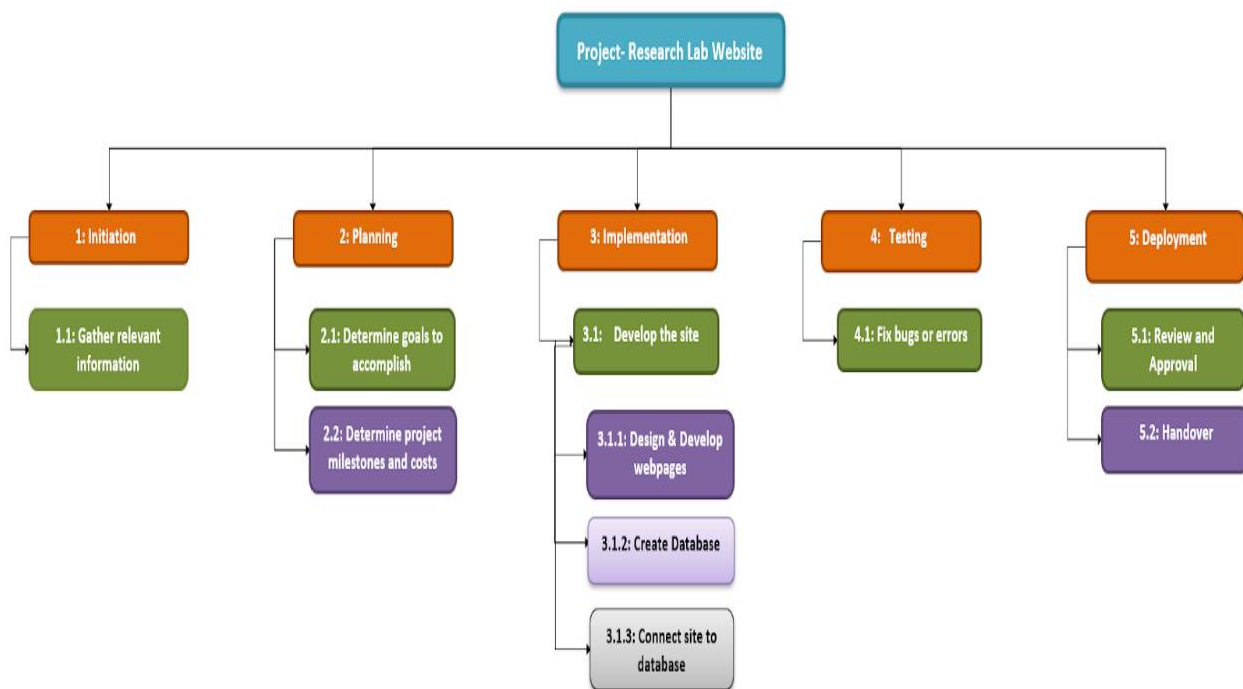 Project- Research Lab Website
1: Initiation
2: Planning
3: Implementation
4: Testing
5: Deployment
1.1: Gather relevant
information
2.1: Determine goals to
accomplish
3.1: Develop the site
4.1: Fix bugs or errors
5.1: Review and
Approval
2.2: Determine project
milestones and costs
3.1.1: Design & Develop
webpages
5.2: Handover
3.1.2: Create Database
3.1.3: Connect site to
database